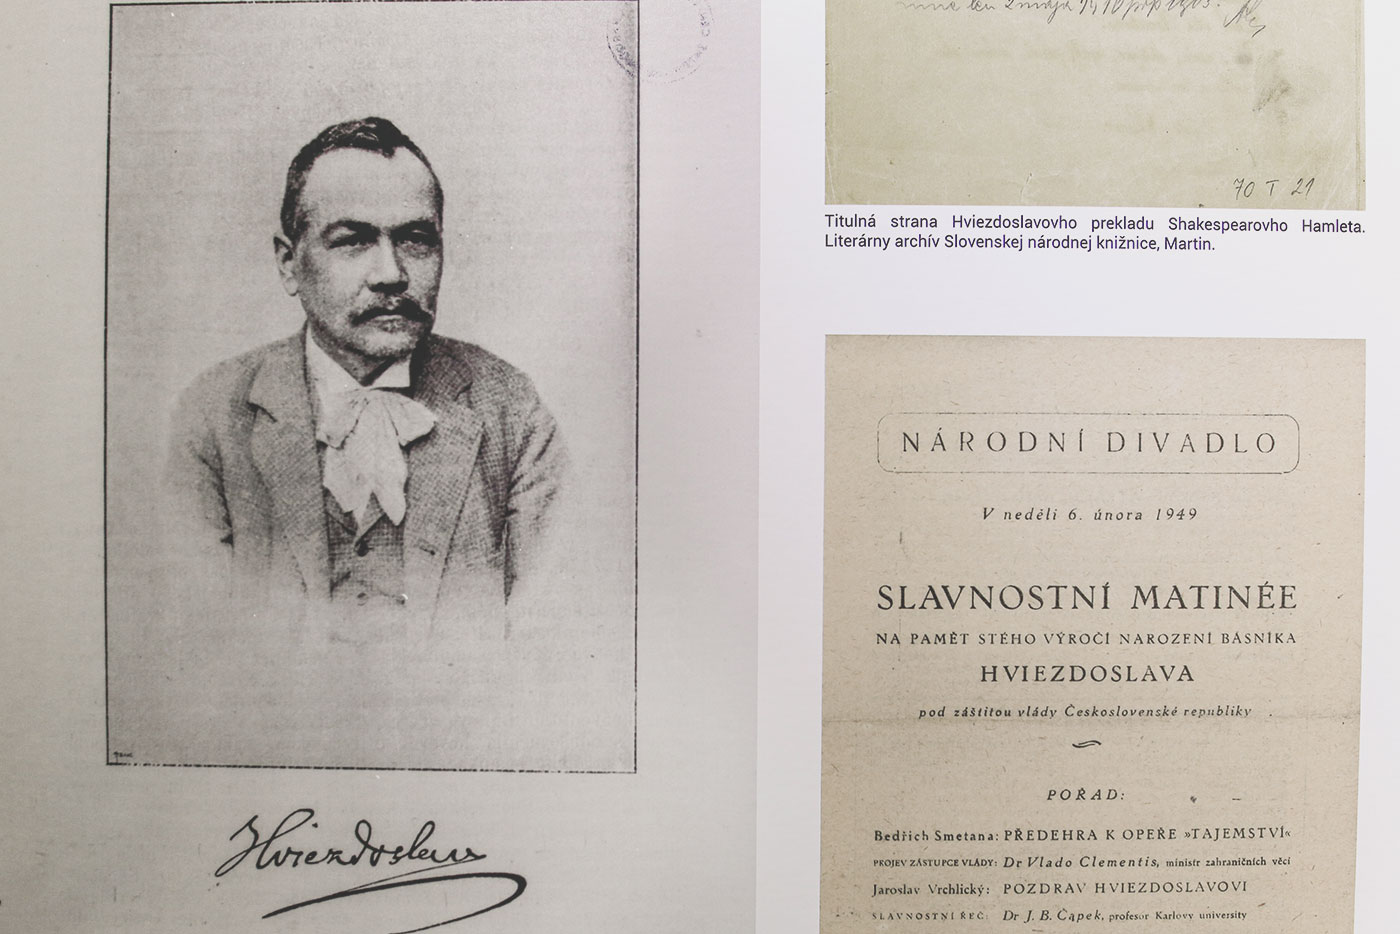 Hviezdoslav
1910
70 T 21
Titulná strana Hviezdoslavovho prekladu Shakespearovho Hamleta.
Literárny archív Slovenskej národnej knižnice, Martin.
NÁRODNÍ DIVADLO
V neděli 6. února 1949
SLAVNOSTNÍ MATINÉE
NA PAMĚT STÉHO VÝROČÍ NAROZENÍ BÁSNÍKA
HVIEZDOSLAVA
pod záštitou vlády Československé republiky
POŘAD:
Bedřich Smetana: PŘEDEHRA K OPEŘE »TAJEMSTVÍ«
PROJEV ZÁSTUPCE VLÁDY: Dr Vlado Clementis, ministr zahraničních věcí
Jaroslav Vrchlický: POZDRAV HVIEZDOSLAVOVI
SLAVNOSTNÍ ŘEČ: Dr J. B. Čapek, profesor Karlovy university